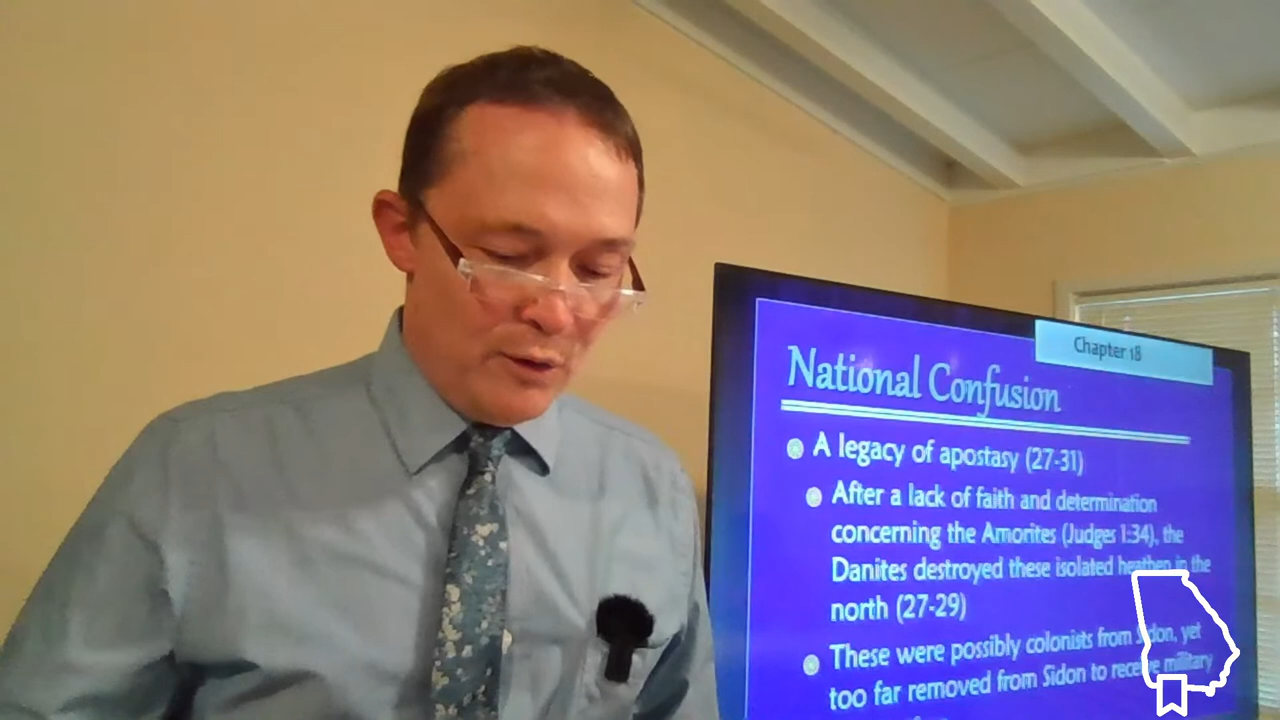 Chapter 18
National Confusion
A legacy of apostasy (27-31)
After a lack of faith and determination
concerning the Amorites (Judges 1:34), the
Danites destroyed these isolated heathen in the
north (27-29)
These were possibly colonists from Sidon, yet
too far removed from Sidon to receive military